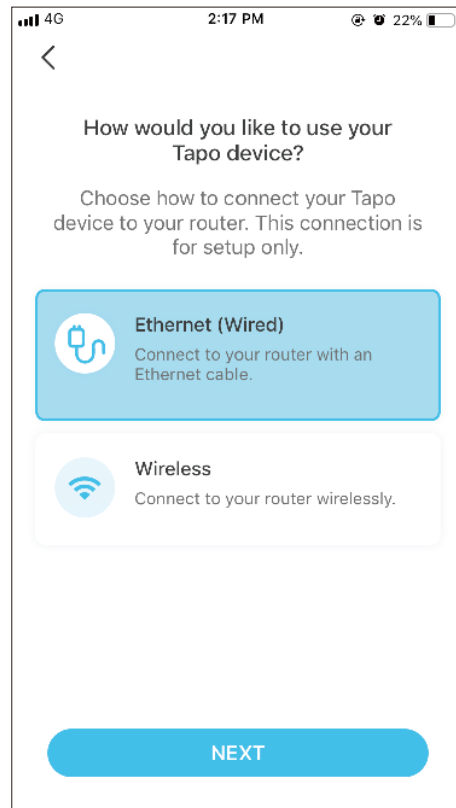 4G 2:17 PM 22%
How would you like to use your
Tapo device?
Choose how to connect your Tapo
device to your router. This connection is
for setup only.
Ethernet (Wired)
Connect to your router with an
Ethernet cable.
Wireless
Connect to your router wirelessly.
NEXT